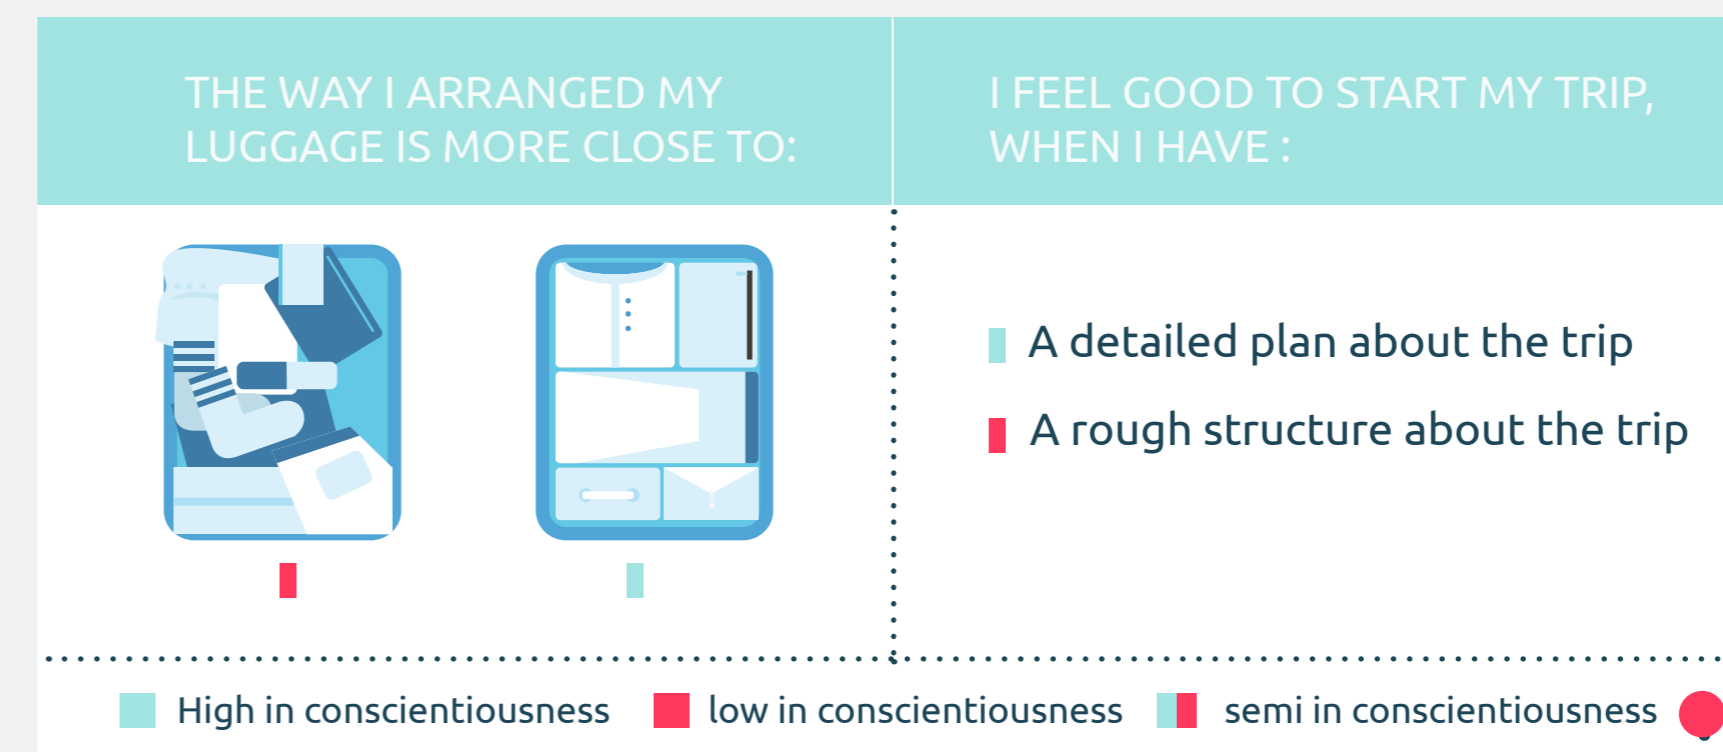 THE WAY I ARRANGED MY
LUGGAGE IS MORE CLOSE TO:
I FEEL GOOD TO START MY TRIP,
WHEN I HAVE :
A detailed plan about the trip
A rough structure about the trip
High in conscientiousness
low in conscientiousness
semi in conscientiousness